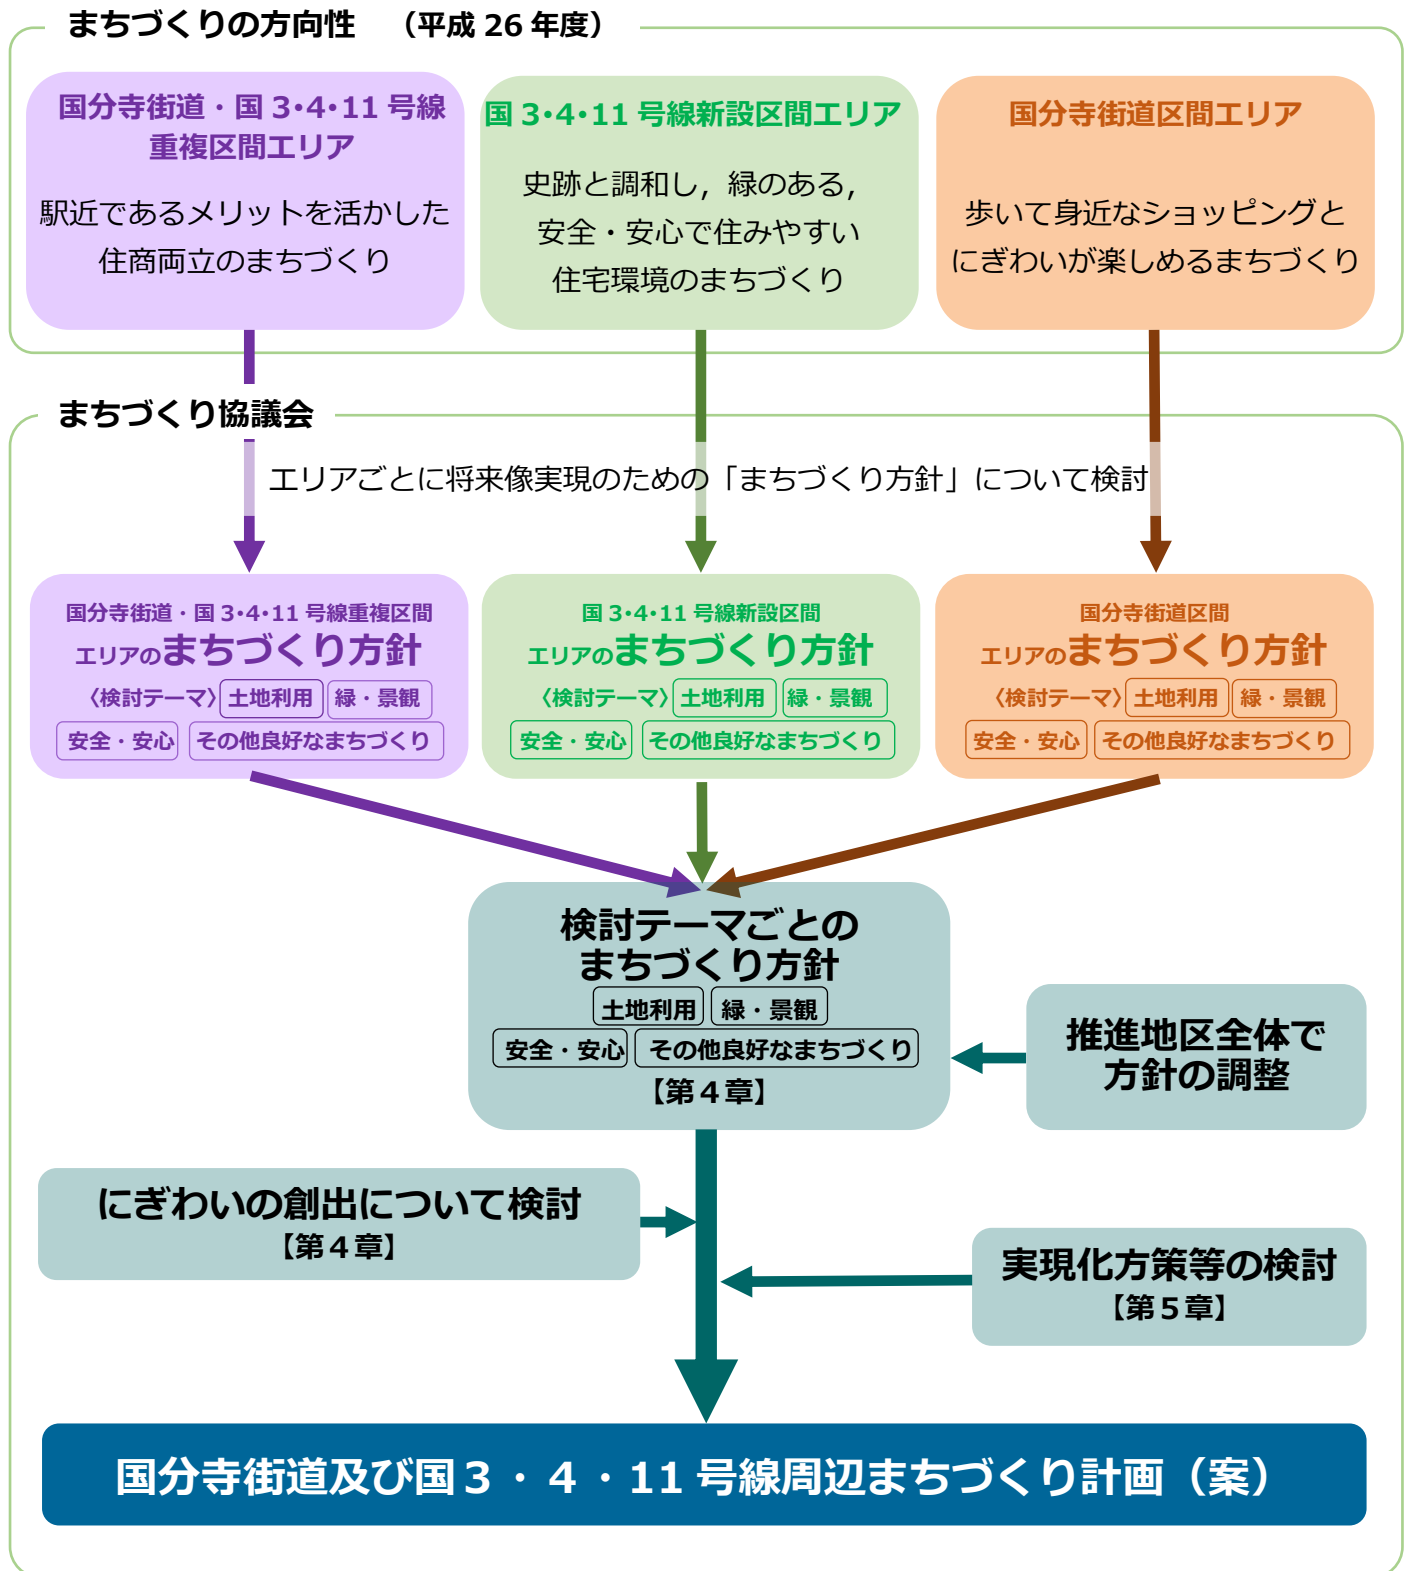 まちづくりの方向性 （平成 26 年度）
国分寺街道・国 3・4・11 号線
重複区間エリア
駅近であるメリットを活かした
住商両立のまちづくり
国 3・4・11 号線新設区間エリア
史跡と調和し，緑のある，
安全・安心で住みやすい
住宅環境のまちづくり
国分寺街道区間エリア
歩いて身近なショッピングと
にぎわいが楽しめるまちづくり
まちづくり協議会
エリアごとに将来像実現のための「まちづくり方針」について検討
国分寺街道・国 3・4・11 号線重複区間
エリアのまちづくり方針
〈検討テーマ〉 土地利用 緑・景観
安全・安心 その他良好なまちづくり
国 3・4・11 号線新設区間
エリアのまちづくり方針
〈検討テーマ〉 土地利用 緑・景観
安全・安心 その他良好なまちづくり
国分寺街道区間
エリアのまちづくり方針
〈検討テーマ〉 土地利用 緑・景観
安全・安心 その他良好なまちづくり
検討テーマごとの
まちづくり方針
土地利用 緑・景観
安全・安心 その他良好なまちづくり
【第４章】
推進地区全体で
方針の調整
にぎわいの創出について検討
【第４章】
実現化方策等の検討
【第５章】
国分寺街道及び国３・４・11 号線周辺まちづくり計画（案）